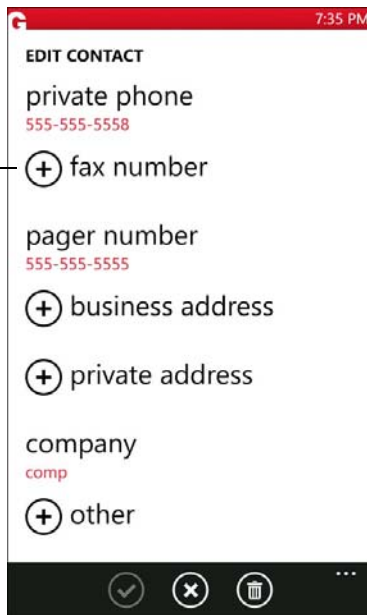 G
7:35 PM
EDIT CONTACT
private phone
555-555-5558
fax number
pager number
555-555-5555
business address
private address
company
comp
other